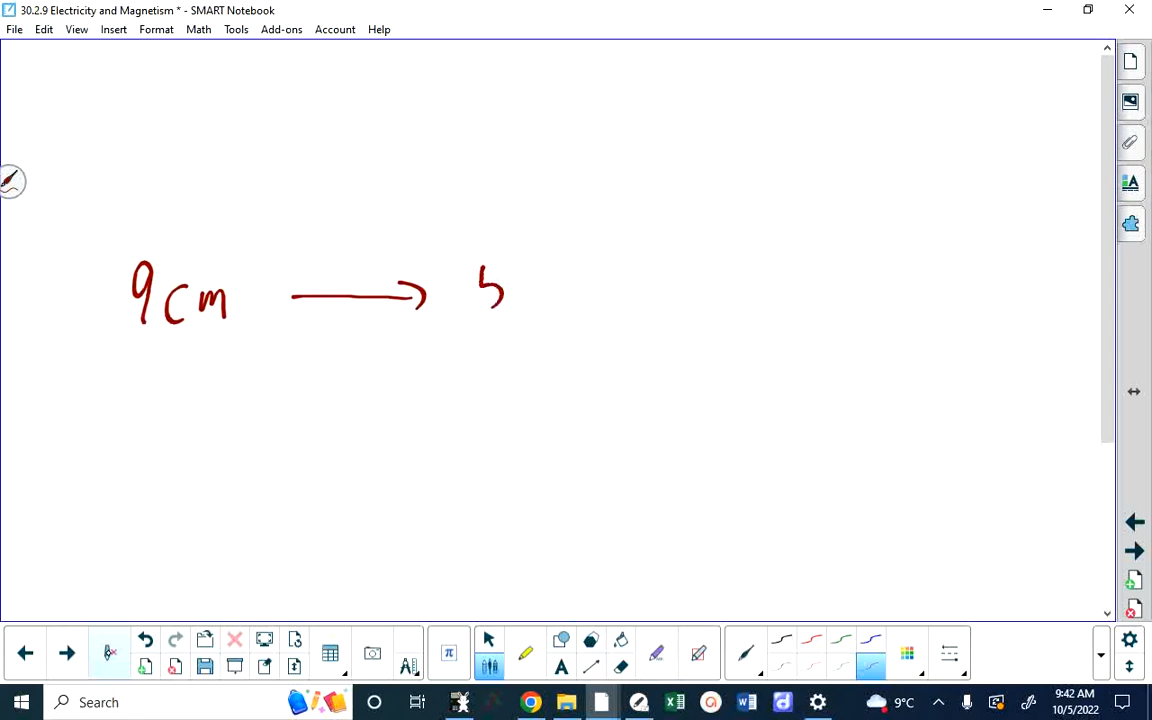 30.2.9 Electricity and Magnetism * - SMART Notebook
File Edit View Insert Format Math Tools Add-ons Account Help
9cm → 5
π
A
Search
9°C
9:42 AM
10/5/2022